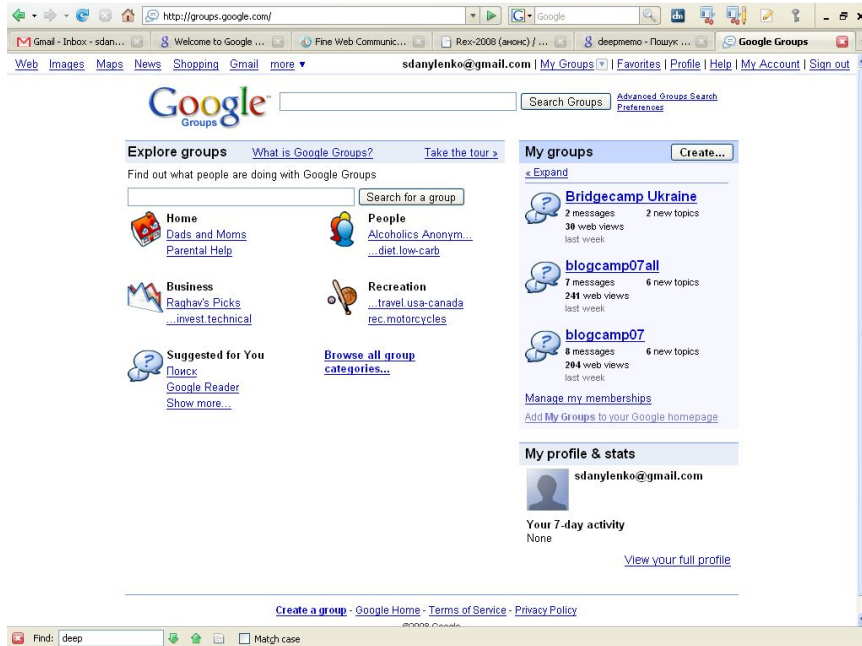 http://groups.google.com/
Google
Gmail - Inbox - sdan...
Welcome to Google ...
Fine Web Communic...
Rex-2008 (анонс) / ...
deepmemo - Пошук ...
Google Groups
Web Images Maps News Shopping Gmail more ▼
sdanylenko@gmail.com | My Groups | Favorites | Profile | Help | My Account | Sign out
Google
Groups
Search Groups
Advanced Groups Search
Preferences
Explore groups What is Google Groups? Take the tour »
Find out what people are doing with Google Groups
Search for a group
Home
Dads and Moms
Parental Help
People
Alcoholics Anonym...
...diet.low-carb
Business
Raghav's Picks
...invest.technical
Recreation
...travel.usa-canada
rec.motorcycles
Suggested for You
Поиск
Google Reader
Show more...
Browse all group
categories...
My groups Create...
« Expand
Bridgecamp Ukraine
2 messages 2 new topics
30 web views
last week
blogcamp07all
7 messages 6 new topics
241 web views
last week
blogcamp07
8 messages 6 new topics
204 web views
last week
Manage my memberships
Add My Groups to your Google homepage
My profile & stats
sdanylenko@gmail.com
Your 7-day activity
None
View your full profile
Create a group - Google Home - Terms of Service - Privacy Policy
©2008 Google
Find: deep Match case